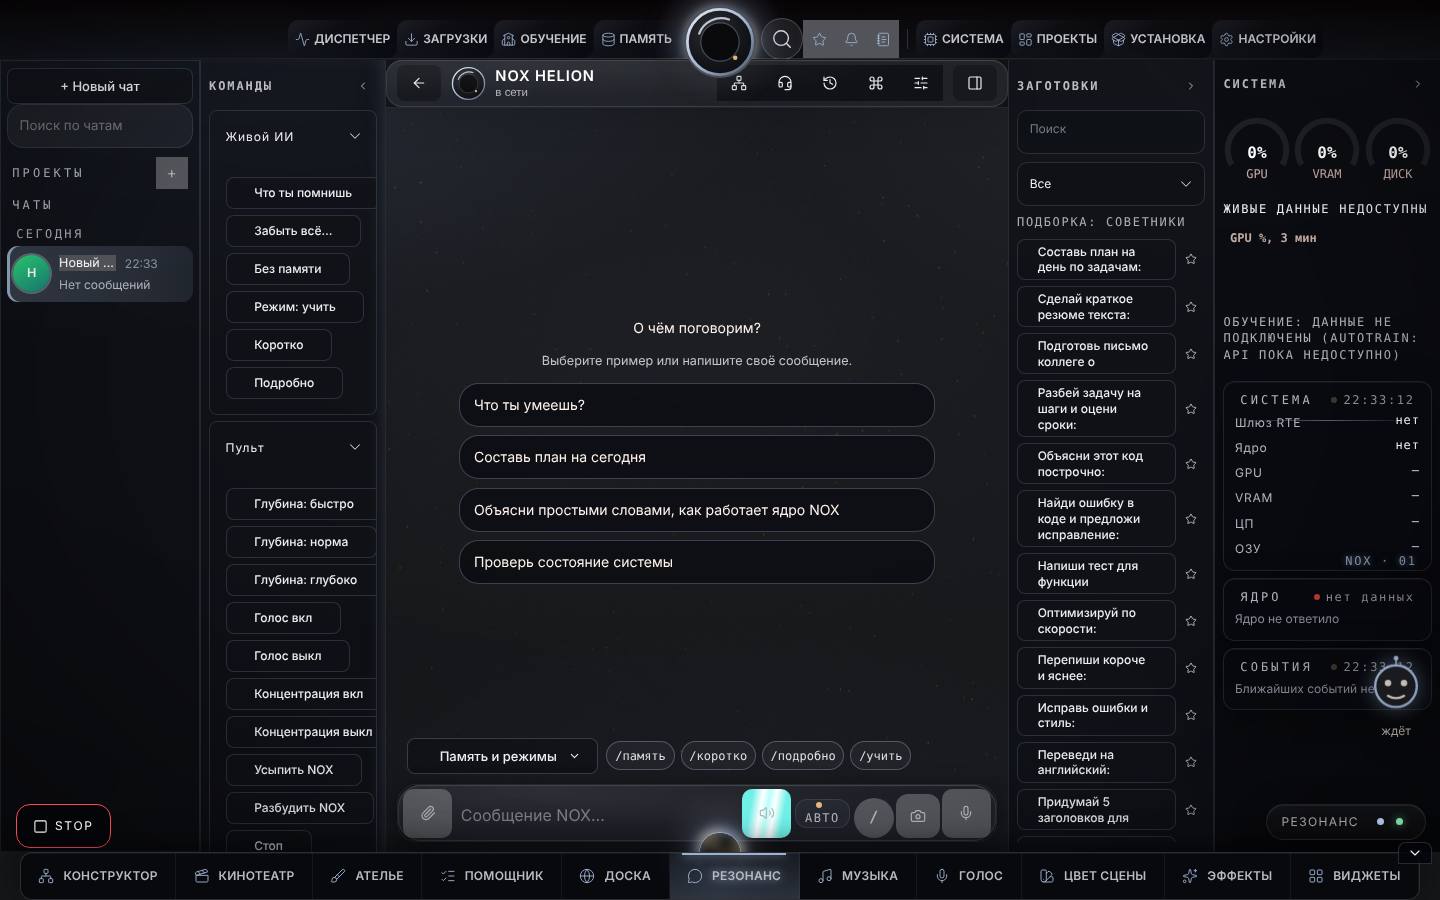 ДИСПЕТЧЕР
ЗАГРУЗКИ
ОБУЧЕНИЕ
ПАМЯТЬ
СИСТЕМА
ПРОЕКТЫ
УСТАНОВКА
НАСТРОЙКИ
+ Новый чат
Поиск по чатам
ПРОЕКТЫ
+
ЧАТЫ
СЕГОДНЯ
Н
Новый ...
22:33
Нет сообщений
STOP
КОМАНДЫ
Живой ИИ
Что ты помнишь
Забыть всё...
Без памяти
Режим: учить
Коротко
Подробно
Пульт
Глубина: быстро
Глубина: норма
Глубина: глубоко
Голос вкл
Голос выкл
Концентрация вкл
Концентрация выкл
Усыпить NOX
Разбудить NOX
Стоп
NOX HELION
в сети
О чём поговорим?
Выберите пример или напишите своё сообщение.
Что ты умеешь?
Составь план на сегодня
Объясни простыми словами, как работает ядро NOX
Проверь состояние системы
Память и режимы
/память
/коротко
/подробно
/учить
Сообщение NOX...
АВТО
/
ЗАГОТОВКИ
Поиск
Все
ПОДБОРКА: СОВЕТНИКИ
Составь план на
день по задачам:
Сделай краткое
резюме текста:
Подготовь письмо
коллеге о
Разбей задачу на
шаги и оцени
сроки:
Объясни этот код
построчно:
Найди ошибку в
коде и предложи
исправление:
Напиши тест для
функции
Оптимизируй по
скорости:
Перепиши короче
и яснее:
Исправь ошибки и
стиль:
Переведи на
английский:
Придумай 5
заголовков для
СИСТЕМА
0%
GPU
0%
VRAM
0%
ДИСК
ЖИВЫЕ ДАННЫЕ НЕДОСТУПНЫ
GPU %, 3 мин
ОБУЧЕНИЕ: ДАННЫЕ НЕ
ПОДКЛЮЧЕНЫ (AUTOTRAIN:
API ПОКА НЕДОСТУПНО)
СИСТЕМА
22:33:12
Шлюз RTE
нет
Ядро
нет
GPU
—
VRAM
—
ЦП
—
ОЗУ
—
NOX · 01
ЯДРО
нет данных
Ядро не ответило
СОБЫТИЯ
22:33:12
Ближайших событий не
ждёт
РЕЗОНАНС
КОНСТРУКТОР
КИНОТЕАТР
АТЕЛЬЕ
ПОМОЩНИК
ДОСКА
РЕЗОНАНС
МУЗЫКА
ГОЛОС
ЦВЕТ СЦЕНЫ
ЭФФЕКТЫ
ВИДЖЕТЫ